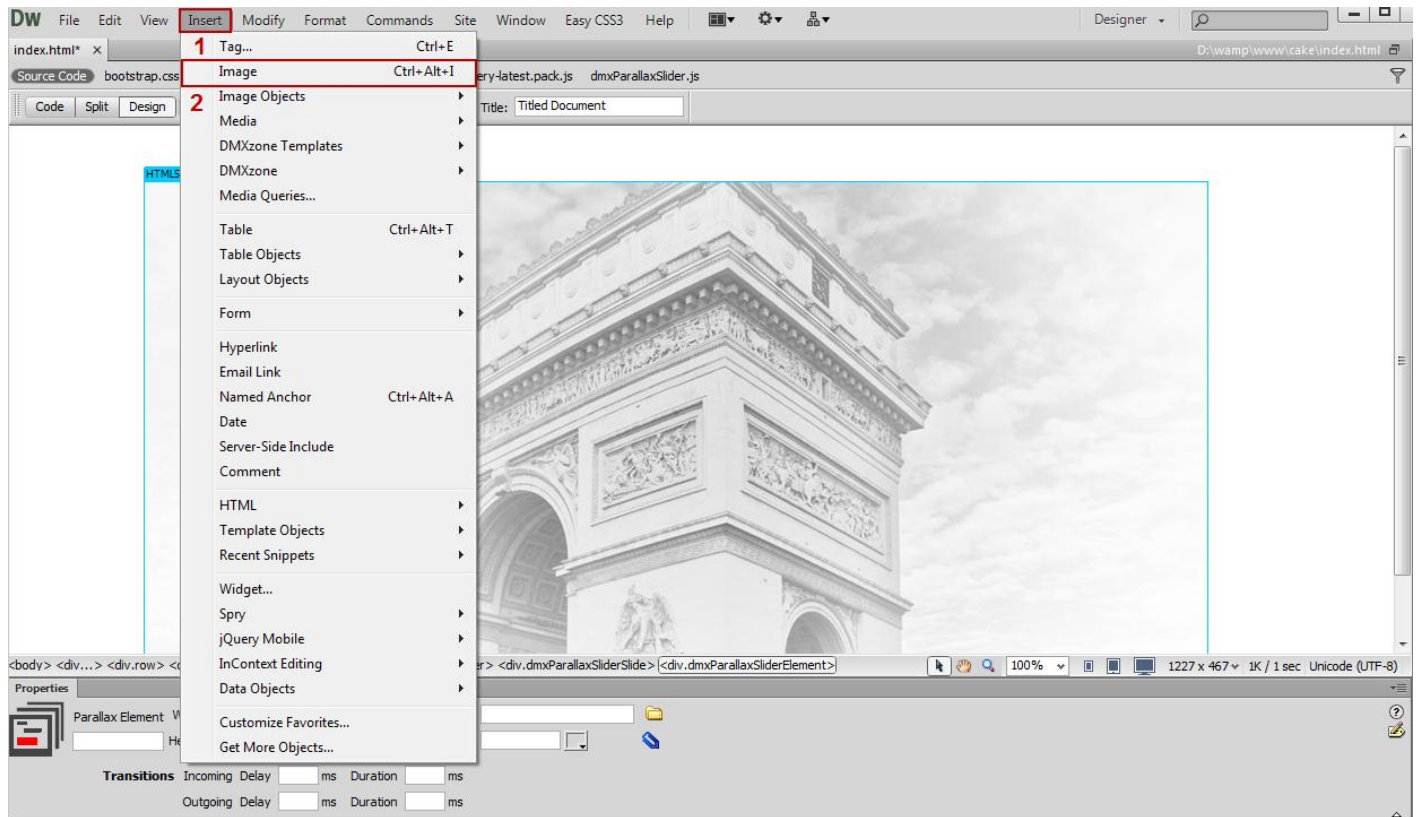 DW File Edit View Insert Modify Format Commands Site Window Easy CSS3 Help Designer
index.html* D:\wamp\www\cake\index.html
1 Tag... Ctrl+E
Source Code bootstrap.css ery-latest.pack.js dmxParallaxSlider.js
Image Ctrl+Alt+I
Code Split Design Title: Titled Document
2 Image Objects
Media
DMXzone Templates
DMXzone
HTML5
Media Queries...
Table Ctrl+Alt+T
Table Objects
Layout Objects
Form
Hyperlink
Email Link
Named Anchor Ctrl+Alt+A
Date
Server-Side Include
Comment
HTML
Template Objects
Recent Snippets
Widget...
Spry
jQuery Mobile
InContext Editing
Data Objects
Customize Favorites...
Get More Objects...
<body> <div...> <div.row> <d r> <div.dmxParallaxSliderSlide> <div.dmxParallaxSliderElement> 100% 1227 x 467 1K / 1 sec Unicode (UTF-8)
Properties
Parallax Element W
He
Transitions Incoming Delay ms Duration ms
Outgoing Delay ms Duration ms